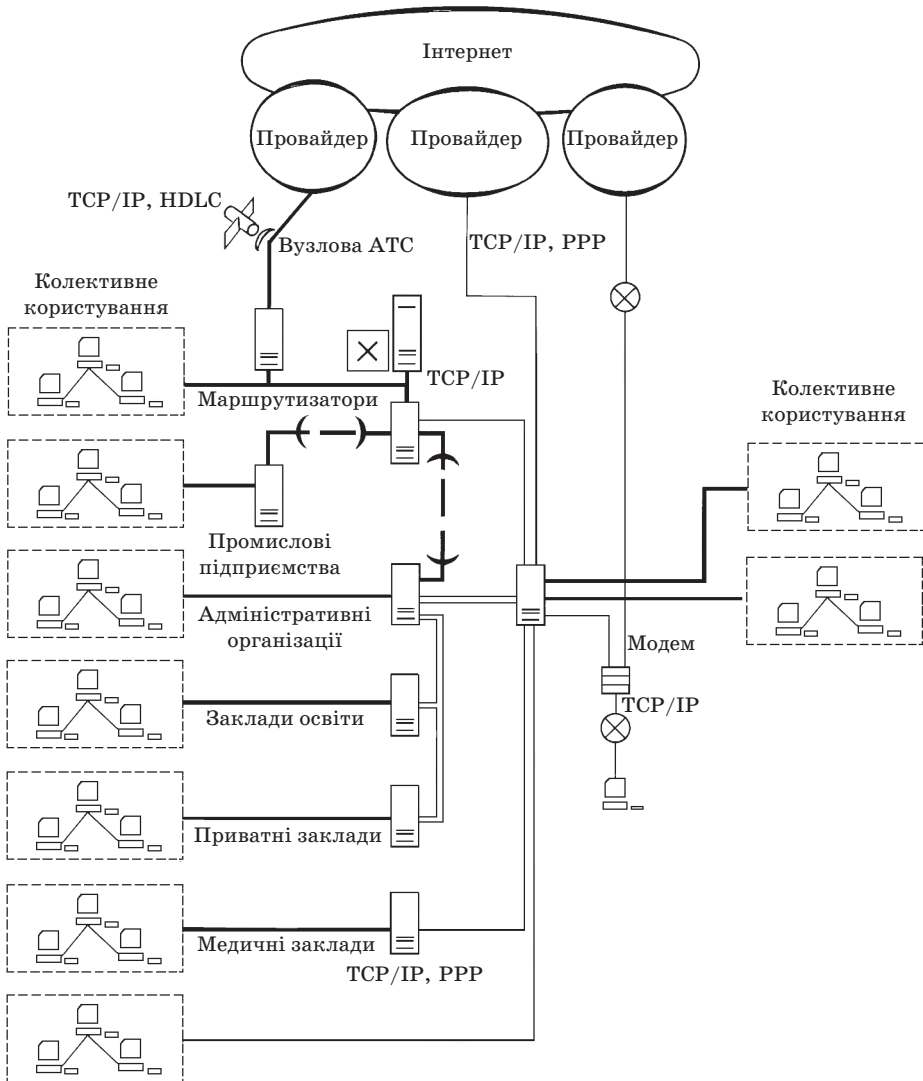 Інтернет
Провайдер
Провайдер
Провайдер
TCP/IP, HDLC
Вузлова АТС
TCP/IP, PPP
Колективне
користування
TCP/IP
Маршрутизатори
Колективне
користування
Промислові
підприємства
Адміністративні
організації
Модем
Заклади освіти
TCP/IP
Приватні заклади
Медичні заклади
TCP/IP, PPP